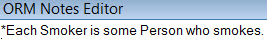 ORM Notes Editor
*Each Smoker is some Person who smokes.